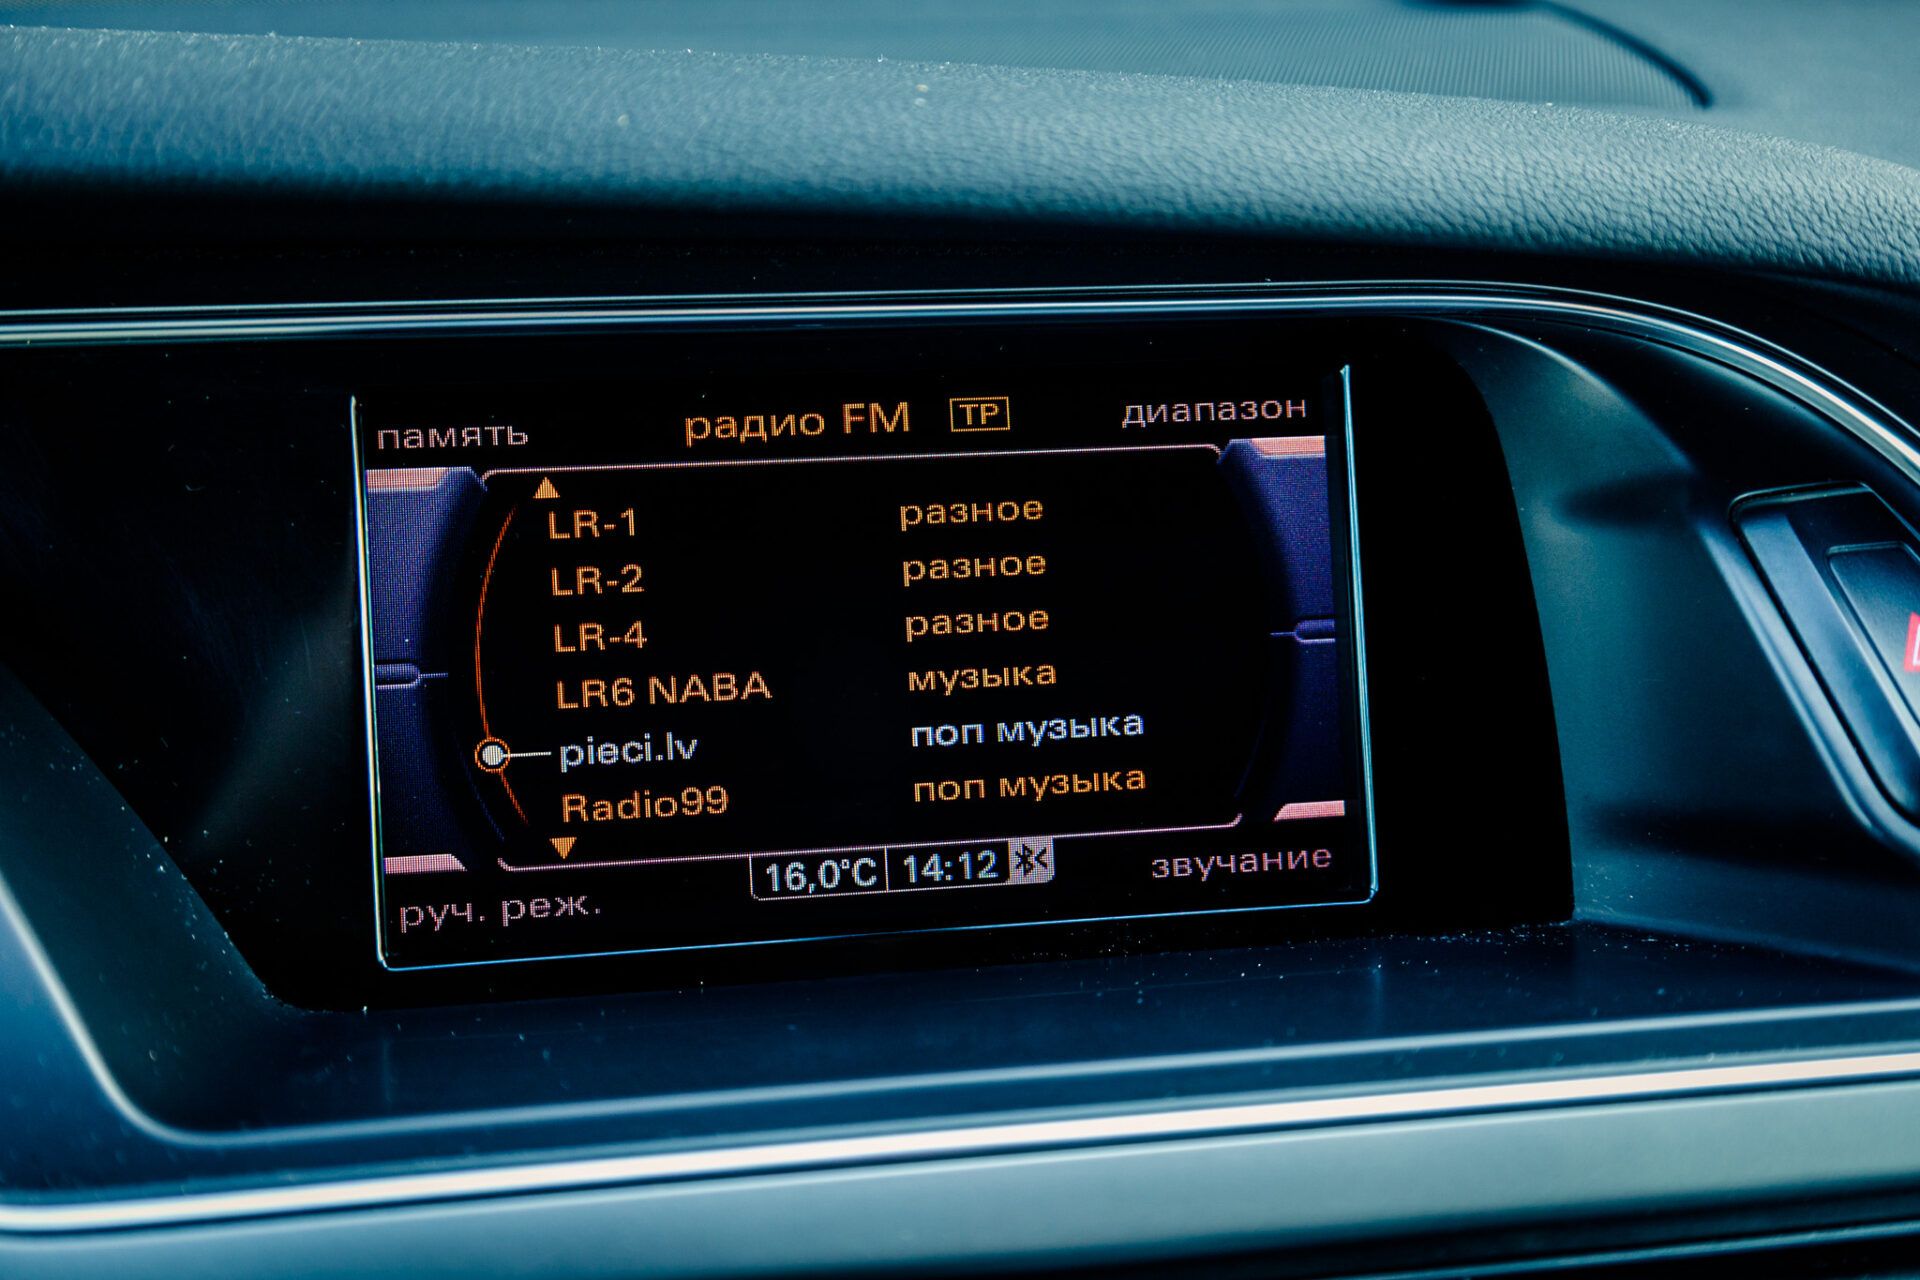 память радио FM TP диапазон
LR-1 разное
LR-2 разное
LR-4 разное
LR6 NABA музыка
pieci.lv поп музыка
Radio99 поп музыка
16,0°C 14:12 звучание
руч. реж.